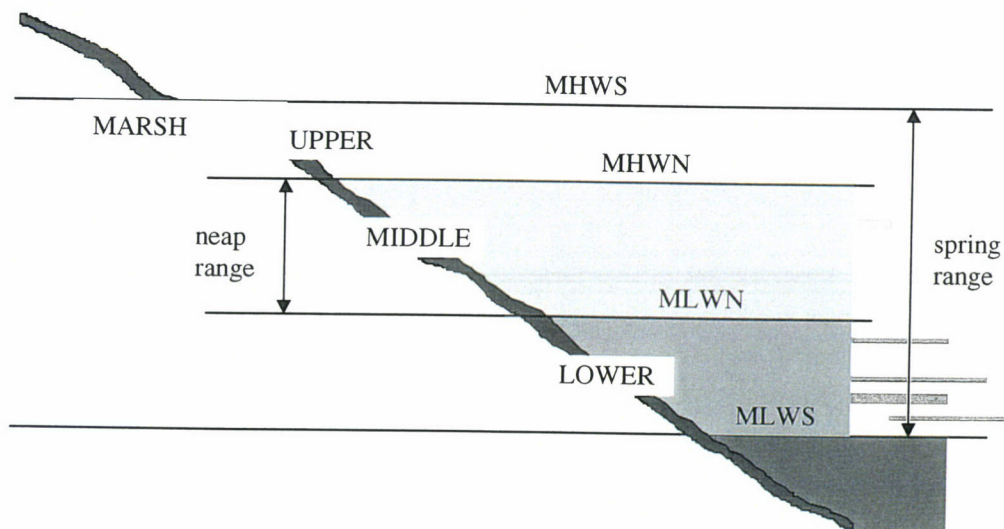 MHWS
MARSH
UPPER
MHWN
neap
range
MIDDLE
spring
range
MLWN
LOWER
MLWS